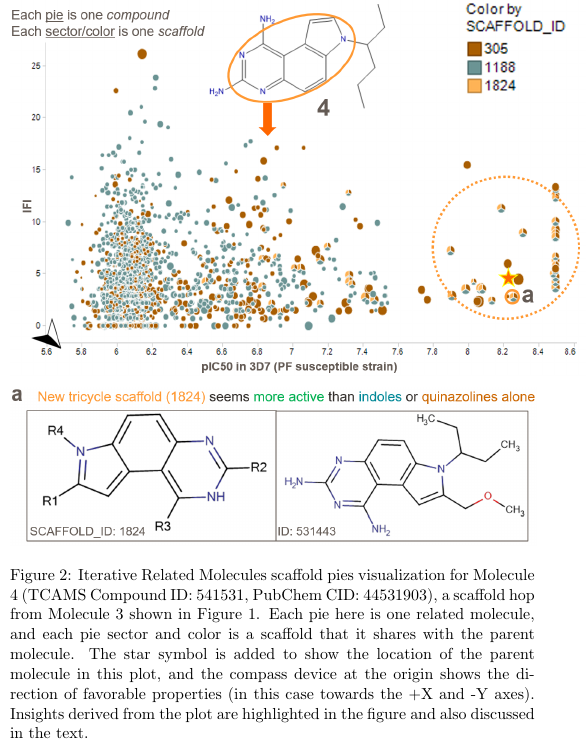 Each pie is one compound
Each sector/color is one scaffold
Color by
SCAFFOLD_ID
305
1188
1824
NH₂
N
N
N
H₂N
4
25
20
15
10
5
0
IFI
a
5.6
6
6.2
6.4
6.6
6.8
7
7.2
7.4
7.6
7.8
8
8.2
8.4
8.6
pIC50 in 3D7 (PF susceptible strain)
a New tricycle scaffold (1824) seems more active than indoles or quinazolines alone
R4
N
N
R2
R1
NH
R3
SCAFFOLD_ID: 1824
H₃C
CH₃
N
N
H₂N
N
O
CH₃
NH₂
ID: 531443
Figure 2: Iterative Related Molecules scaffold pies visualization for Molecule
4 (TCAMS Compound ID: 541531, PubChem CID: 44531903), a scaffold hop
from Molecule 3 shown in Figure 1. Each pie here is one related molecule,
and each pie sector and color is a scaffold that it shares with the parent
molecule. The star symbol is added to show the location of the parent
molecule in this plot, and the compass device at the origin shows the di-
rection of favorable properties (in this case towards the +X and -Y axes).
Insights derived from the plot are highlighted in the figure and also discussed
in the text.